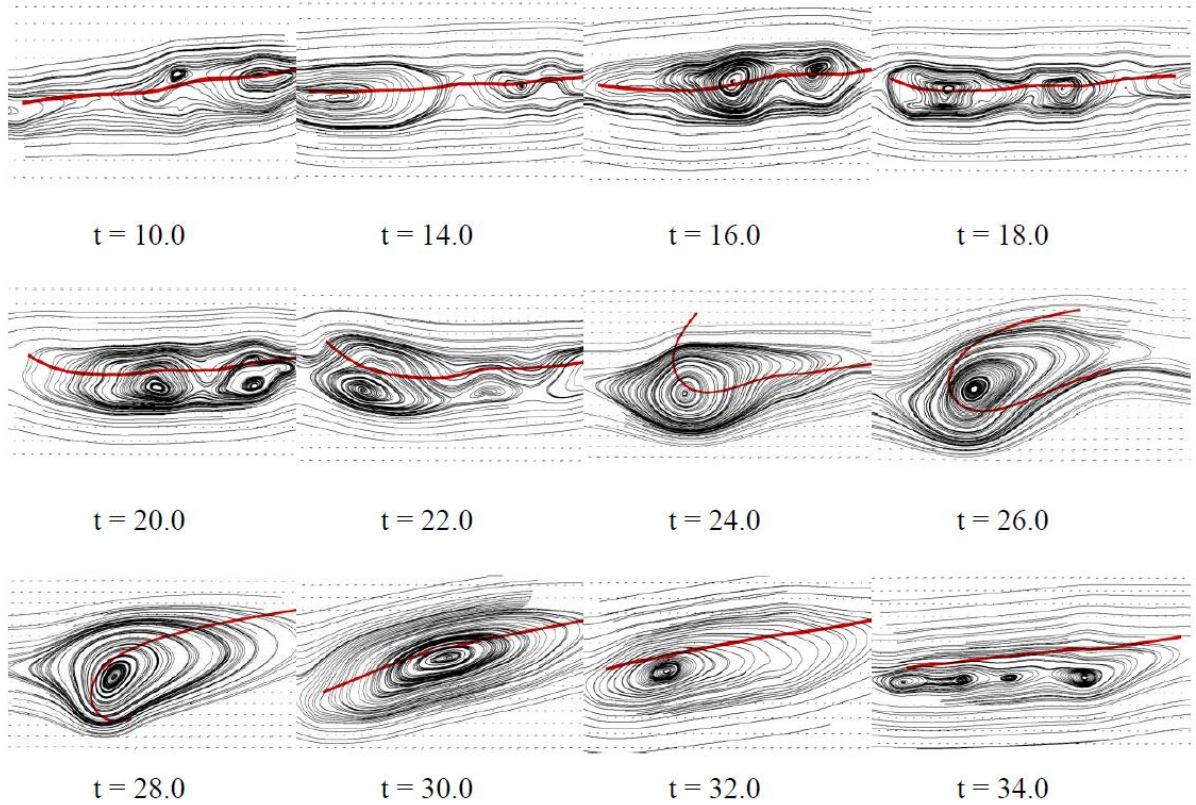 t = 10.0
t = 14.0
t = 16.0
t = 18.0
t = 20.0
t = 22.0
t = 24.0
t = 26.0
t = 28.0
t = 30.0
t = 32.0
t = 34.0